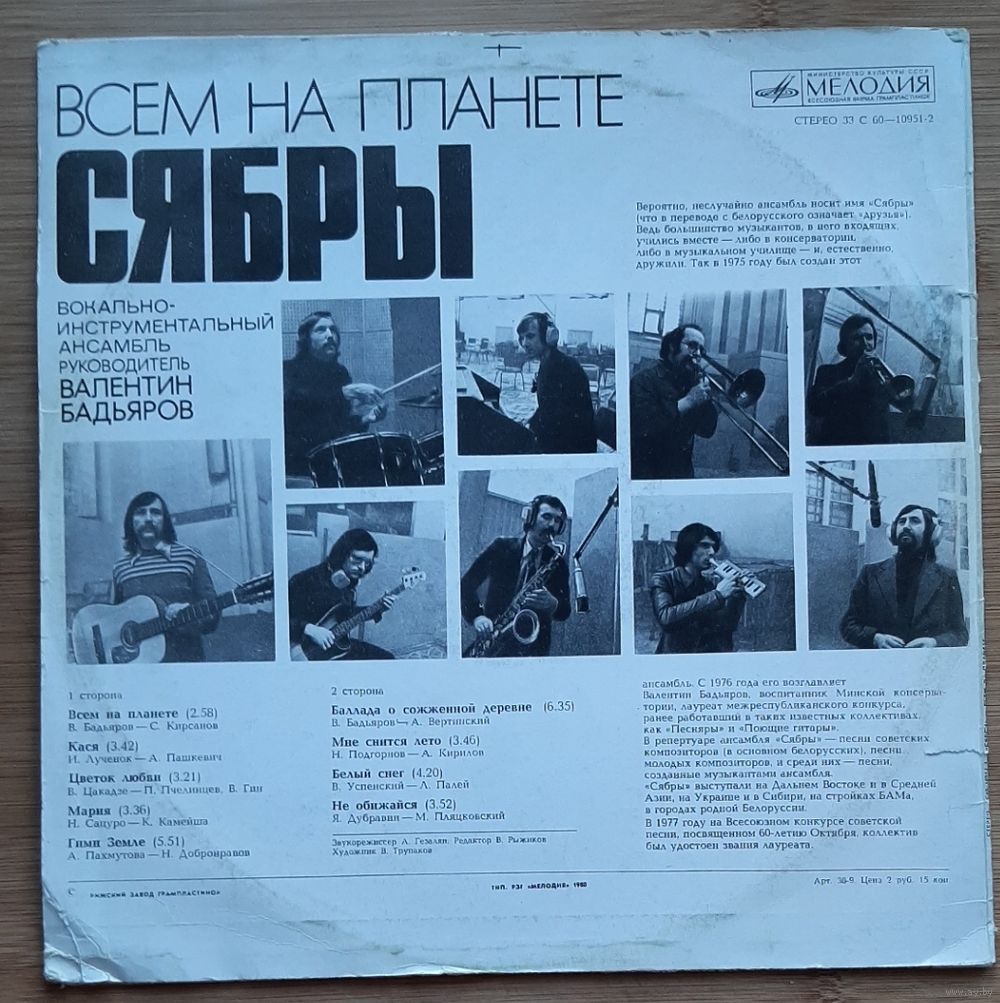 ВСЕМ НА ПЛАНЕТЕ
СЯБРЫ
ВОКАЛЬНО-
ИНСТРУМЕНТАЛЬНЫЙ
АНСАМБЛЬ
РУКОВОДИТЕЛЬ
ВАЛЕНТИН
БАДЬЯРОВ
МИНИСТЕРСТВО КУЛЬТУРЫ СССР
МЕЛОДИЯ
ВСЕСОЮЗНАЯ ФИРМА ГРАМПЛАСТИНОК
СТЕРЕО 33 С 60—10951-2
Вероятно, неслучайно ансамбль носит имя «Сябры»
(что в переводе с белорусского означает «друзья»).
Ведь большинство музыкантов, в него входящих,
учились вместе — либо в консерватории,
либо в музыкальном училище — и, естественно,
дружили. Так в 1975 году был создан этот
1 сторона
Всем на планете (2.58)
В. Бадьяров — С. Кирсанов
Кася (3.42)
И. Лученок — А. Пашкевич
Цветок любви (3.21)
В. Цакадзе — П. Пчелинцев, В. Гин
Мария (3.36)
Н. Сацуро — К. Камейша
Гимн Земле (5.51)
А. Пахмутова — Н. Добронравов
2 сторона
Баллада о сожженной деревне (6.35)
В. Бадьяров — А. Вертинский
Мне снится лето (3.46)
Н. Подгорнов — А. Кирилов
Белый снег (4.20)
В. Успенский — Л. Палей
Не обижайся (3.52)
Я. Дубравин — М. Пляцковский
Звукорежиссер Л. Гезалян. Редактор В. Рыжиков
Художник В. Трупаков
ансамбль. С 1976 года его возглавляет
Валентин Бадьяров, воспитанник Минской консерва-
тории, лауреат межреспубликанского конкурса,
ранее работавший в таких известных коллективах,
как «Песняры» и «Поющие гитары».
В репертуаре ансамбля «Сябры» — песни советских
композиторов (в основном белорусских), песни
молодых композиторов, и среди них — песни,
созданные музыкантами ансамбля.
«Сябры» выступали на Дальнем Востоке и в Средней
Азии, на Украине и в Сибири, на стройках БАМа,
в городах родной Белоруссии.
В 1977 году на Всесоюзном конкурсе советской
песни, посвященном 60-летию Октября, коллектив
был удостоен звания лауреата.
РИЖСКИЙ ЗАВОД ГРАМПЛАСТИНОК
ТИП. РЗГ «МЕЛОДИЯ» 1980
Арт. 36-9. Цена 2 руб. 15 коп.
www.ay.by